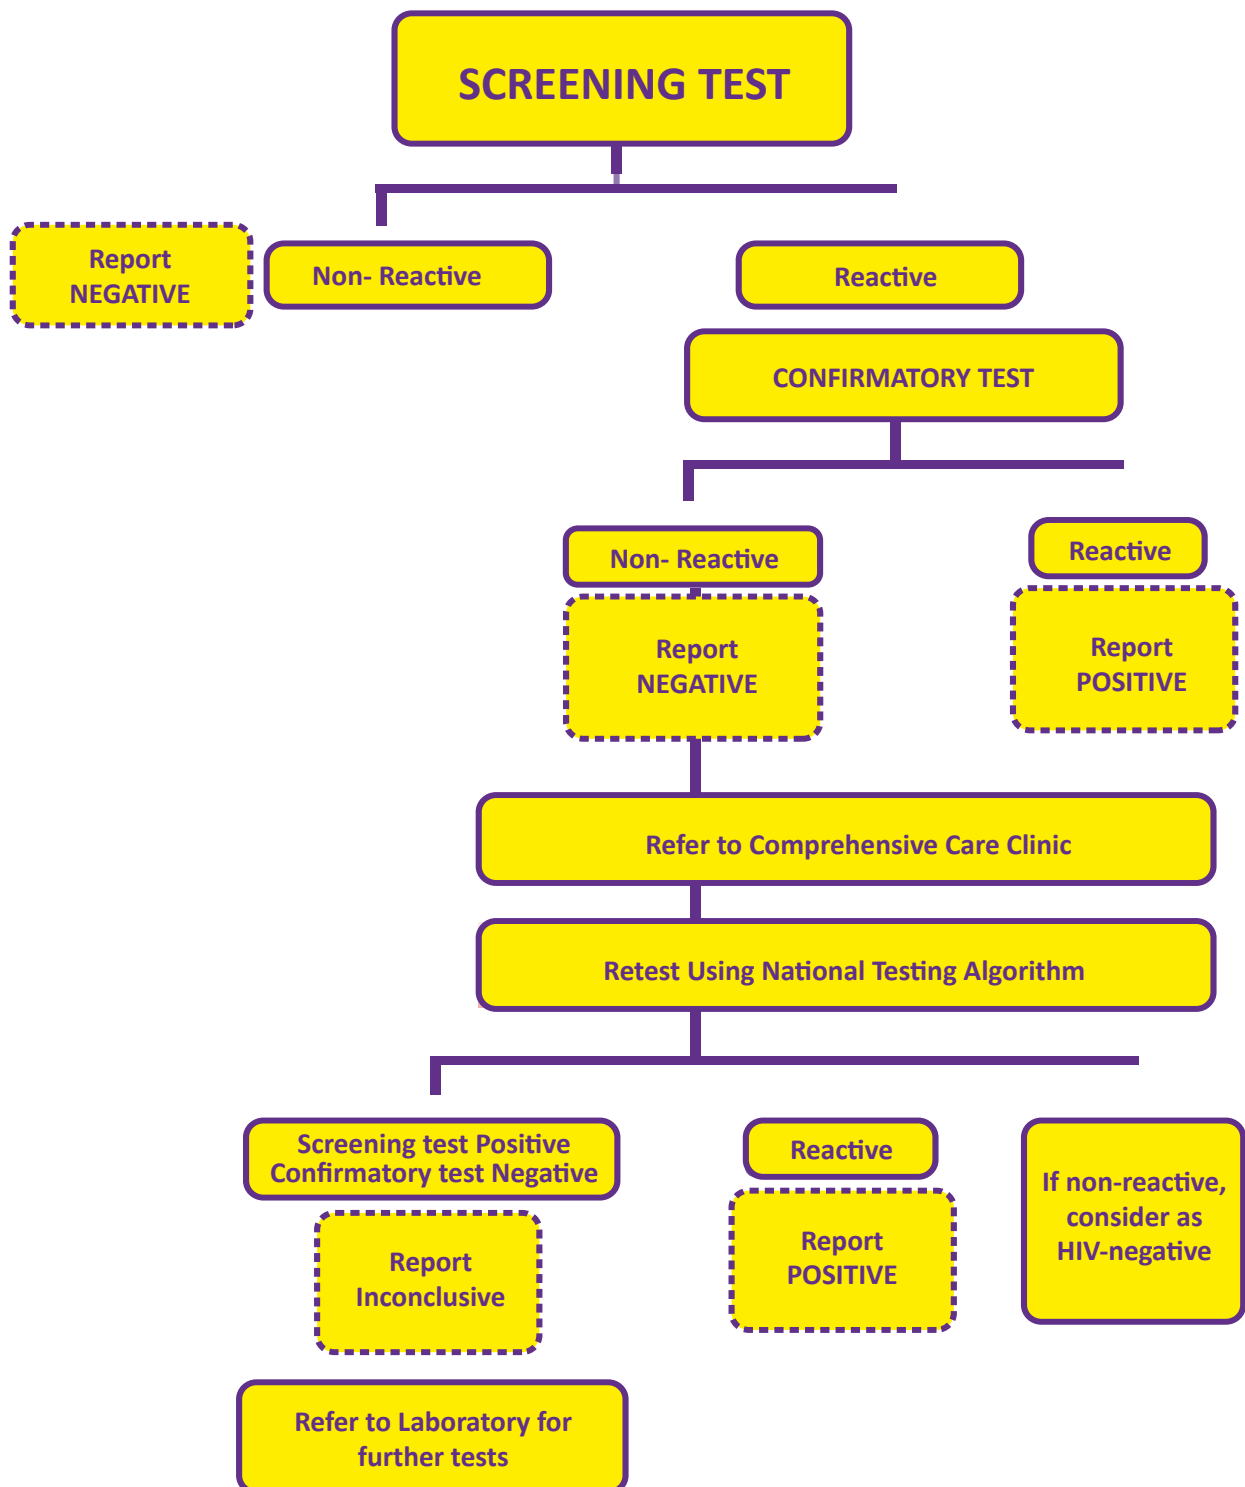 SCREENING TEST
Report
NEGATIVE
Non- Reactive
Reactive
CONFIRMATORY TEST
Non- Reactive
Reactive
Report
NEGATIVE
Report
POSITIVE
Refer to Comprehensive Care Clinic
Retest Using National Testing Algorithm
Screening test Positive
Confirmatory test Negative
Reactive
If non-reactive,
consider as
HIV-negative
Report
Inconclusive
Report
POSITIVE
Refer to Laboratory for
further tests